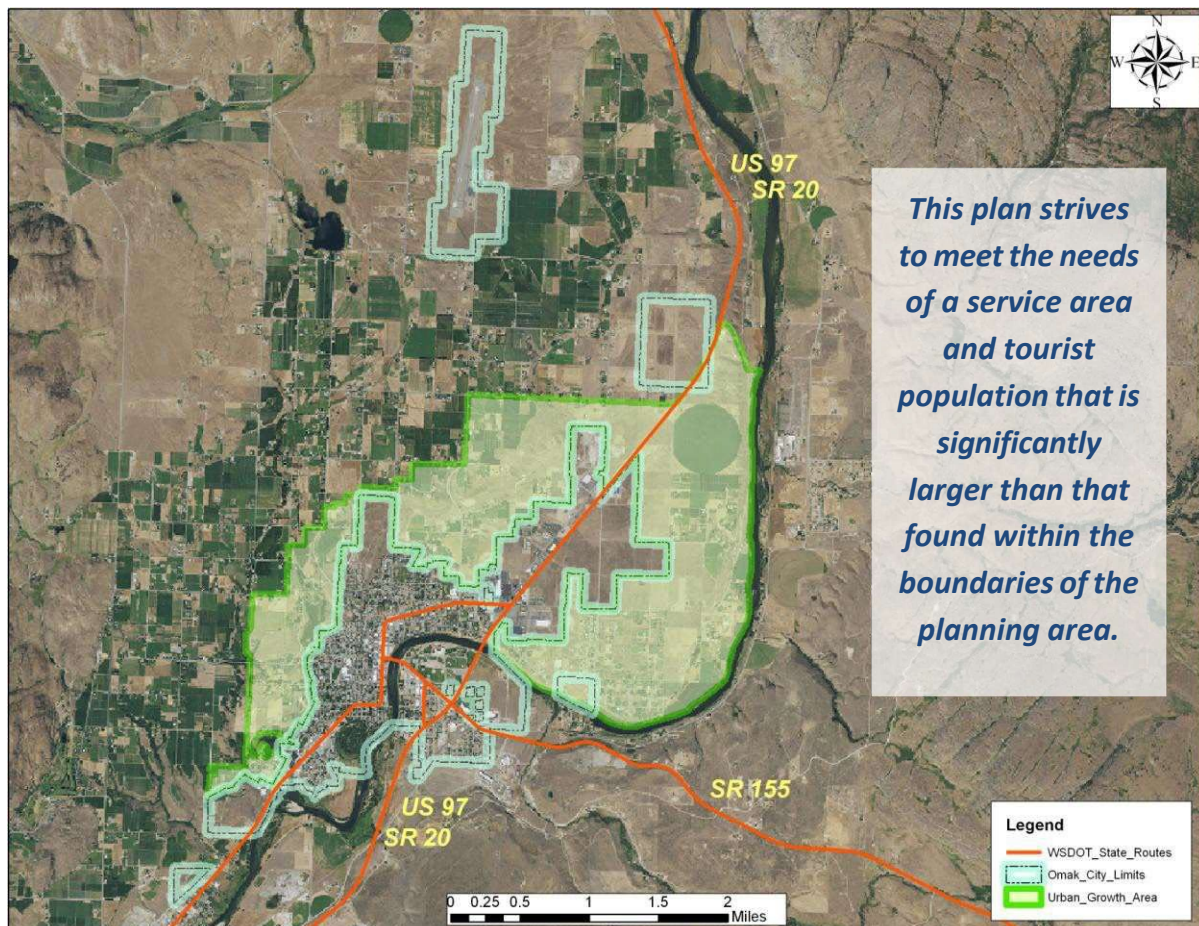 N
W E
S
US 97
SR 20
This plan strives
to meet the needs
of a service area
and tourist
population that is
significantly
larger than that
found within the
boundaries of the
planning area.
US 97
SR 20
SR 155
Legend
WSDOT_State_Routes
Omak_City_Limits
Urban_Growth_Area
0 0.25 0.5 1 1.5 2
Miles